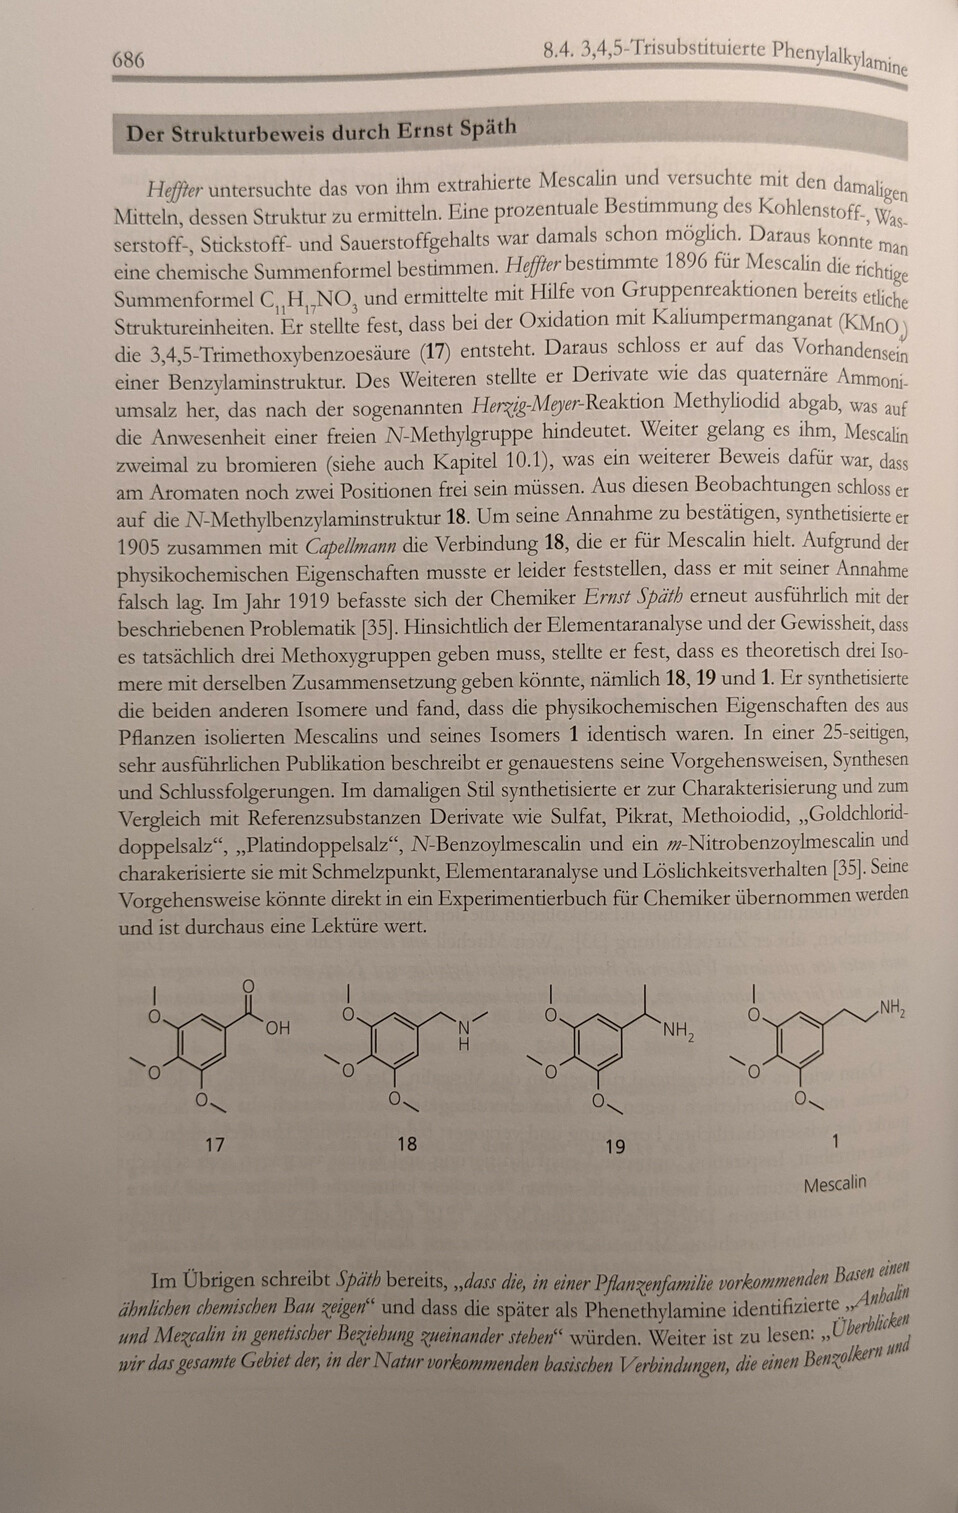 686
8.4. 3,4,5-Trisubstituierte Phenylalkylamine
Der Strukturbeweis durch Ernst Späth
Heffter untersuchte das von ihm extrahierte Mescalin und versuchte mit den damaligen
Mitteln, dessen Struktur zu ermitteln. Eine prozentuale Bestimmung des Kohlenstoff-, Was-
serstoff-, Stickstoff- und Sauerstoffgehalts war damals schon möglich. Daraus konnte man
eine chemische Summenformel bestimmen. Heffter bestimmte 1896 für Mescalin die richtige
Summenformel C₁₁H₁₇NO₃ und ermittelte mit Hilfe von Gruppenreaktionen bereits etliche
Struktureinheiten. Er stellte fest, dass bei der Oxidation mit Kaliumpermanganat (KMnO₄)
die 3,4,5-Trimethoxybenzoesäure (17) entsteht. Daraus schloss er auf das Vorhandensein
einer Benzylaminstruktur. Des Weiteren stellte er Derivate wie das quaternäre Ammoni-
umsalz her, das nach der sogenannten Herzig-Meyer-Reaktion Methyliodid abgab, was auf
die Anwesenheit einer freien N-Methylgruppe hindeutet. Weiter gelang es ihm, Mescalin
zweimal zu bromieren (siehe auch Kapitel 10.1), was ein weiterer Beweis dafür war, dass
am Aromaten noch zwei Positionen frei sein müssen. Aus diesen Beobachtungen schloss er
auf die N-Methylbenzylaminstruktur 18. Um seine Annahme zu bestätigen, synthetisierte er
1905 zusammen mit Capellmann die Verbindung 18, die er für Mescalin hielt. Aufgrund der
physikochemischen Eigenschaften musste er leider feststellen, dass er mit seiner Annahme
falsch lag. Im Jahr 1919 befasste sich der Chemiker Ernst Späth erneut ausführlich mit der
beschriebenen Problematik [35]. Hinsichtlich der Elementaranalyse und der Gewissheit, dass
es tatsächlich drei Methoxygruppen geben muss, stellte er fest, dass es theoretisch drei Iso-
mere mit derselben Zusammensetzung geben könnte, nämlich 18, 19 und 1. Er synthetisierte
die beiden anderen Isomere und fand, dass die physikochemischen Eigenschaften des aus
Pflanzen isolierten Mescalins und seines Isomers 1 identisch waren. In einer 25-seitigen,
sehr ausführlichen Publikation beschreibt er genauestens seine Vorgehensweisen, Synthesen
und Schlussfolgerungen. Im damaligen Stil synthetisierte er zur Charakterisierung und zum
Vergleich mit Referenzsubstanzen Derivate wie Sulfat, Pikrat, Methoiodid, „Goldchlorid-
doppelsalz“, „Platindoppelsalz“, N-Benzoylmescalin und ein m-Nitrobenzoylmescalin und
charakerisierte sie mit Schmelzpunkt, Elementaranalyse und Löslichkeitsverhalten [35]. Seine
Vorgehensweise könnte direkt in ein Experimentierbuch für Chemiker übernommen werden
und ist durchaus eine Lektüre wert.
O O OH O O
O N H O O
O NH₂ O O
O NH₂ O O
17 18 19 1
Mescalin
Im Übrigen schreibt Späth bereits, „dass die, in einer Pflanzenfamilie vorkommenden Basen einen
ähnlichen chemischen Bau zeigen“ und dass die später als Phenethylamine identifizierte „Anhalin
und Mezcalin in genetischer Beziehung zueinander stehen“ würden. Weiter ist zu lesen: „Überblicken
wir das gesamte Gebiet der, in der Natur vorkommenden basischen Verbindungen, die einen Benzolkern und